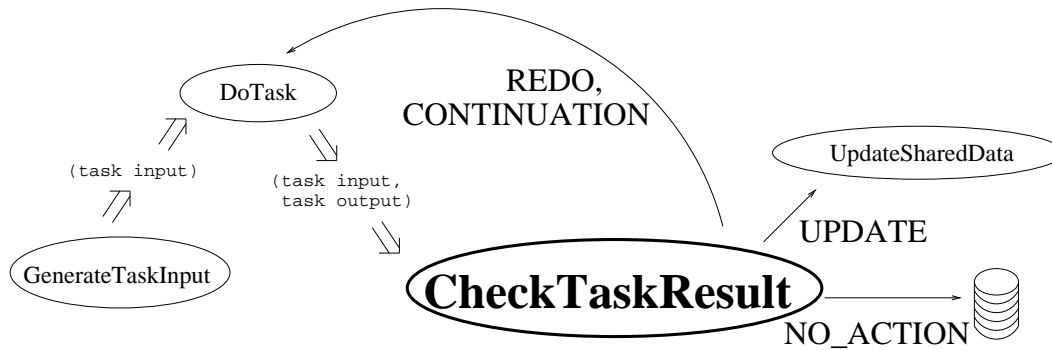 DoTask
REDO,
CONTINUATION
UpdateSharedData
(task input)
(task input,
task output)
UPDATE
GenerateTaskInput
CheckTaskResult
NO_ACTION